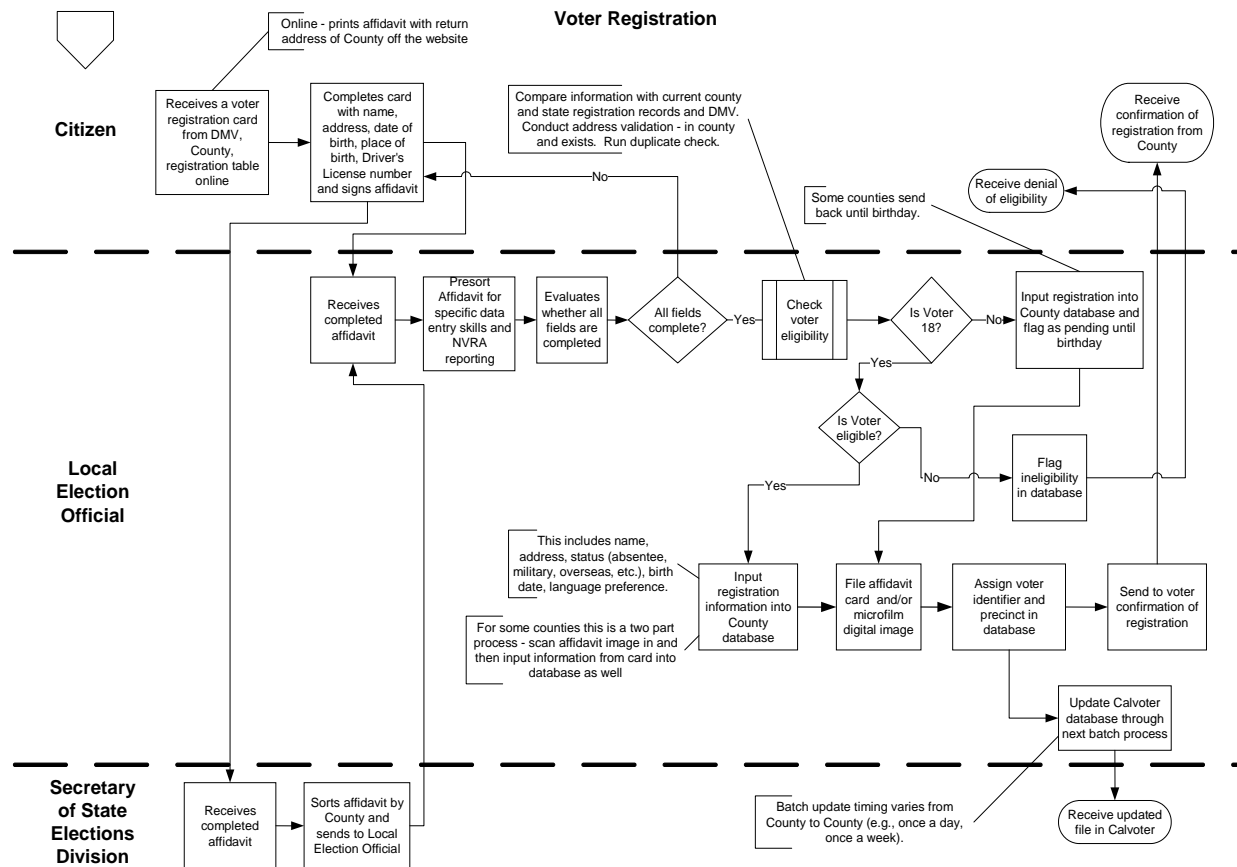 Voter Registration
Online - prints affidavit with return
address of County off the website
Citizen
Receives a voter
registration card
from DMV,
County,
registration table
online
Completes card
with name,
address, date of
birth, place of
birth, Driver's
License number
and signs affidavit
Compare information with current county
and state registration records and DMV.
Conduct address validation - in county
and exists.  Run duplicate check.
Receive
confirmation of
registration from
County
No
Receive denial
of eligibility
Some counties send
back until birthday.
Local
Election
Official
Receives
completed
affidavit
Presort
Affidavit for
specific data
entry skills and
NVRA
reporting
Evaluates
whether all
fields are
completed
All fields
complete?
Yes
Check
voter
eligibility
Is Voter
18?
No
Input registration into
County database and
flag as pending until
birthday
Yes
Is Voter
eligible?
No
Flag
ineligibility
in database
Yes
This includes name,
address, status (absentee,
military, overseas, etc.), birth
date, language preference.
For some counties this is a two part
process - scan affidavit image in and
then input information from card into
database as well
Input
registration
information into
County
database
File affidavit
card  and/or
microfilm
digital image
Assign voter
identifier and
precinct in
database
Send to voter
confirmation of
registration
Update Calvoter
database through
next batch process
Secretary
of State
Elections
Division
Receives
completed
affidavit
Sorts affidavit by
County and
sends to Local
Election Official
Batch update timing varies from
County to County (e.g., once a day,
once a week).
Receive updated
file in Calvoter